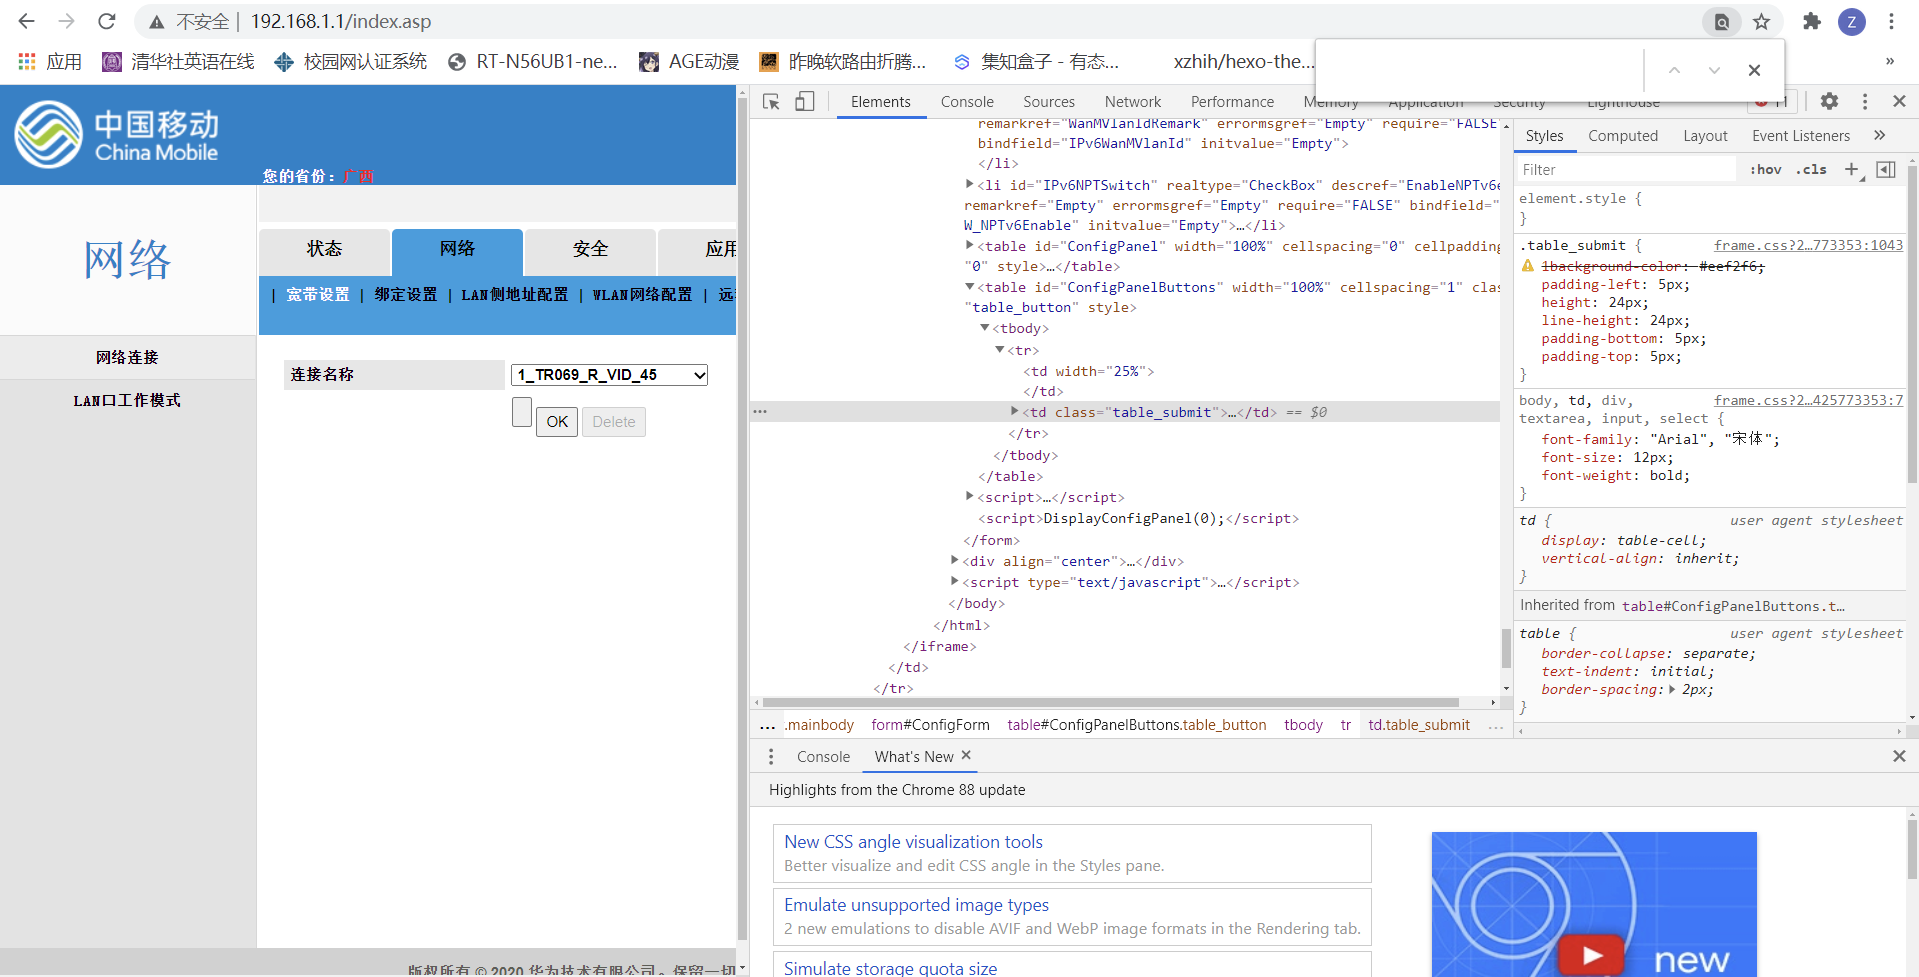 不安全 | 192.168.1.1/index.asp
Z
应用 清华社英语在线 校园网认证系统 RT-N56UB1-ne... AGE动漫 昨晚软路由折腾... 集知盒子 - 有态... xzhih/hexo-the... »
中国移动
China Mobile
您的省份：广西
网络
状态 网络 安全 应用
| 宽带设置 | 绑定设置 | LAN侧地址配置 | WLAN网络配置 |
网络连接
LAN口工作模式
连接名称 1_TR069_R_VID_45
OK Delete
版权所有 © 2020 华为技术有限公司。保留一切
Elements Console Sources Network Performance Memory Application Security Lighthouse
remarkref="WanMVlanIdRemark" errormsgref="Empty" require="FALSE"
bindfield="IPv6WanMVlanId" initvalue="Empty">
</li>
<li id="IPv6NPTSwitch" realtype="CheckBox" descref="EnableNPTv6
remarkref="Empty" errormsgref="Empty" require="FALSE" bindfield="
W_NPTv6Enable" initvalue="Empty">…</li>
<table id="ConfigPanel" width="100%" cellspacing="0" cellpadding
"0" style>…</table>
<table id="ConfigPanelButtons" width="100%" cellspacing="1" clas
"table_button" style>
<tbody>
<tr>
<td width="25%">
</td>
… <td class="table_submit">…</td> == $0
</tr>
</tbody>
</table>
<script>…</script>
<script>DisplayConfigPanel(0);</script>
</form>
<div align="center">…</div>
<script type="text/javascript">…</script>
</body>
</html>
</iframe>
</td>
</tr>
... .mainbody form#ConfigForm table#ConfigPanelButtons.table_button tbody tr td.table_submit ...
Styles Computed Layout Event Listeners »
Filter :hov .cls +
element.style {
}
.table_submit { frame.css?2…773353:1043
1background-color: #eef2f6;
padding-left: 5px;
height: 24px;
line-height: 24px;
padding-bottom: 5px;
padding-top: 5px;
}
body, td, div, frame.css?2…425773353:7
textarea, input, select {
font-family: "Arial", "宋体";
font-size: 12px;
font-weight: bold;
}
td { user agent stylesheet
display: table-cell;
vertical-align: inherit;
}
Inherited from table#ConfigPanelButtons.t…
table { user agent stylesheet
border-collapse: separate;
text-indent: initial;
border-spacing: 2px;
}
Console What's New
Highlights from the Chrome 88 update
New CSS angle visualization tools
Better visualize and edit CSS angle in the Styles pane.
Emulate unsupported image types
2 new emulations to disable AVIF and WebP image formats in the Rendering tab.
Simulate storage quota size
new